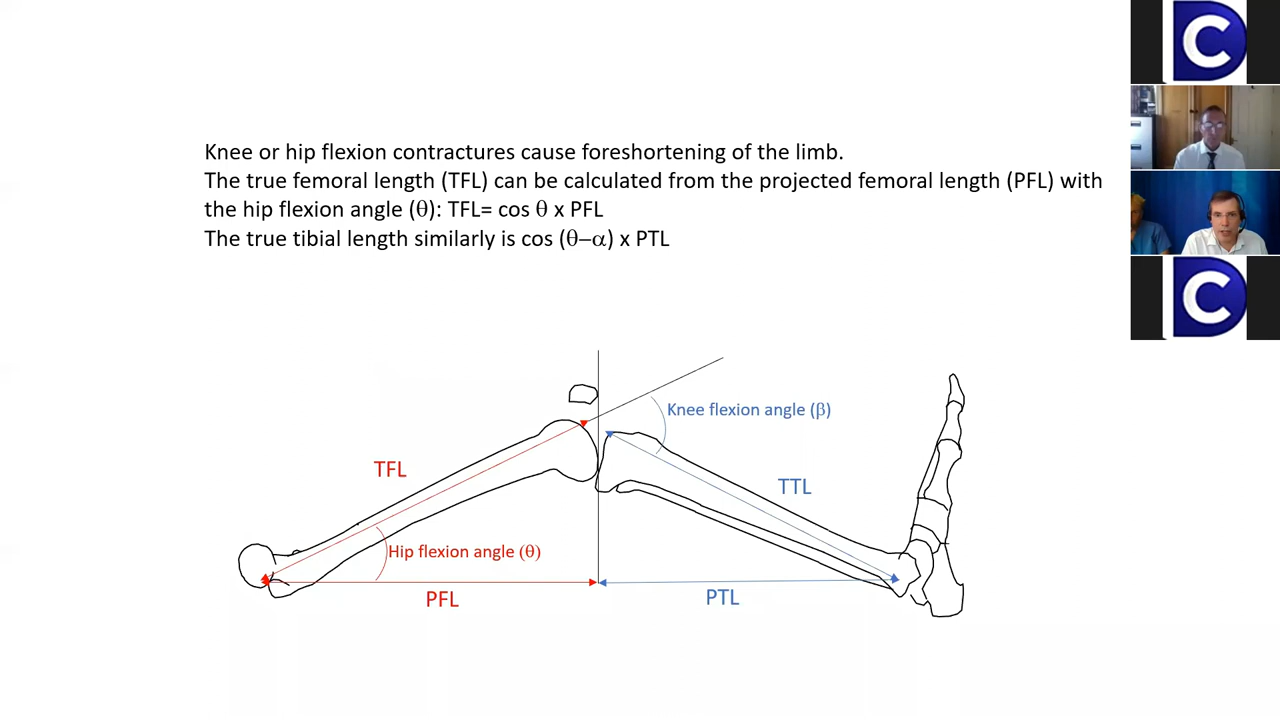 Knee or hip flexion contractures cause foreshortening of the limb.
The true femoral length (TFL) can be calculated from the projected femoral length (PFL) with
the hip flexion angle (θ): TFL= cos θ x PFL
The true tibial length similarly is cos (θ–α) x PTL
Knee flexion angle (β)
TFL
TTL
Hip flexion angle (θ)
PFL
PTL
C
C